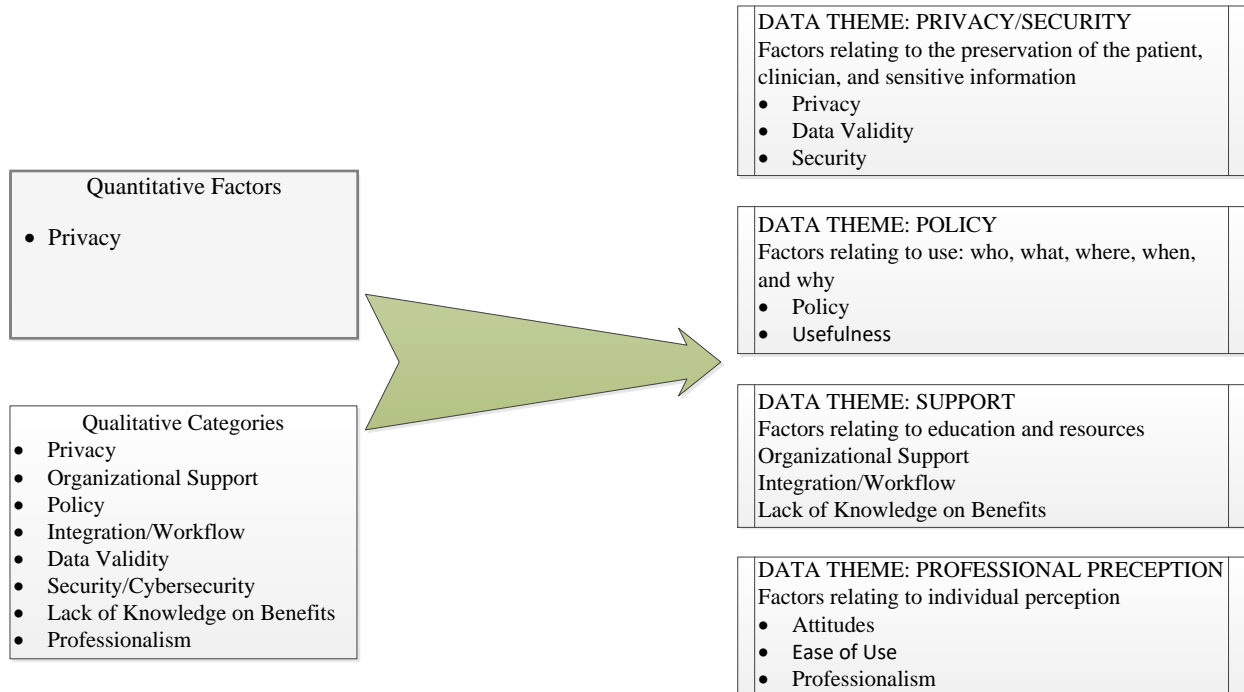 Quantitative Factors
• Privacy
Qualitative Categories
• Privacy
• Organizational Support
• Policy
• Integration/Workflow
• Data Validity
• Security/Cybersecurity
• Lack of Knowledge on Benefits
• Professionalism
DATA THEME: PRIVACY/SECURITY
Factors relating to the preservation of the patient,
clinician, and sensitive information
• Privacy
• Data Validity
• Security
DATA THEME: POLICY
Factors relating to use: who, what, where, when,
and why
• Policy
• Usefulness
DATA THEME: SUPPORT
Factors relating to education and resources
Organizational Support
Integration/Workflow
Lack of Knowledge on Benefits
DATA THEME: PROFESSIONAL PRECEPTION
Factors relating to individual perception
• Attitudes
• Ease of Use
• Professionalism